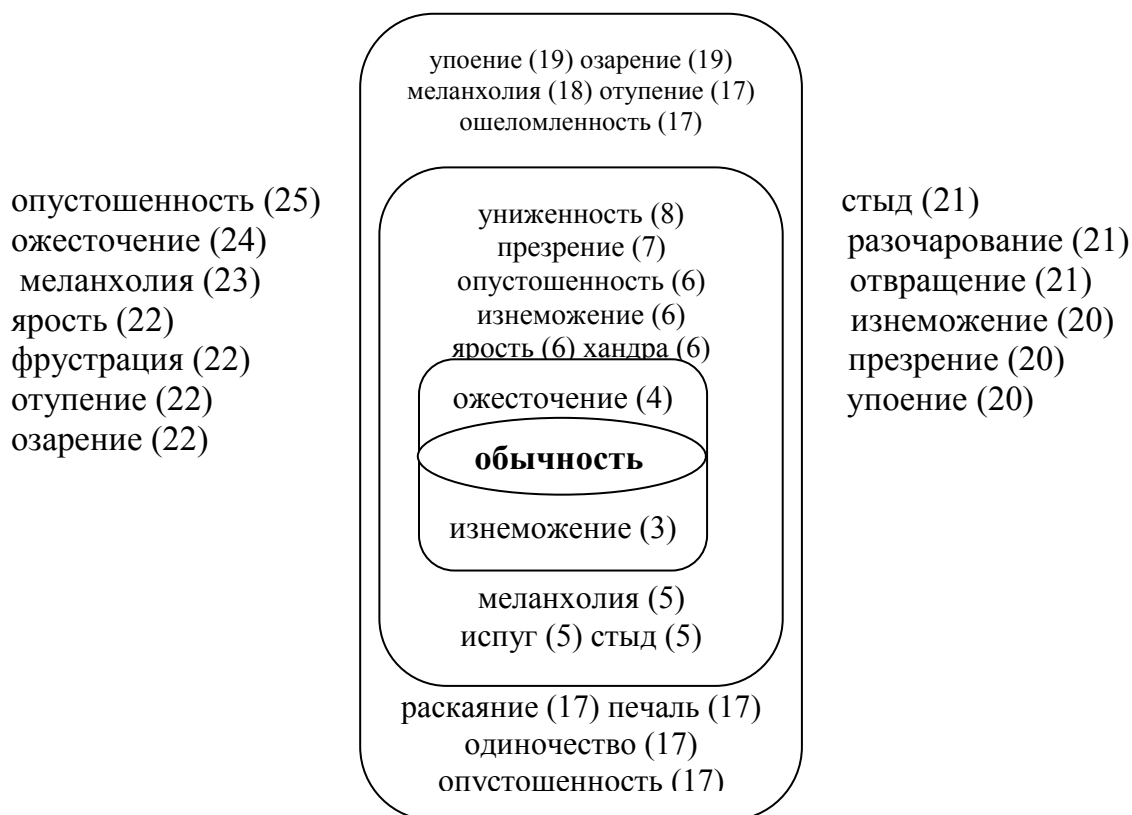 упоение (19) озарение (19)
меланхолия (18) отупение (17)
ошеломленность (17)
опустошенность (25)
ожесточение (24)
меланхолия (23)
ярость (22)
фрустрация (22)
отупение (22)
озарение (22)
униженность (8)
презрение (7)
опустошенность (6)
изнеможение (6)
ярость (6) хандра (6)
ожесточение (4)
обычность
изнеможение (3)
меланхолия (5)
испуг (5) стыд (5)
раскаяние (17) печаль (17)
одиночество (17)
опустошенность (17)
стыд (21)
разочарование (21)
отвращение (21)
изнеможение (20)
презрение (20)
упоение (20)